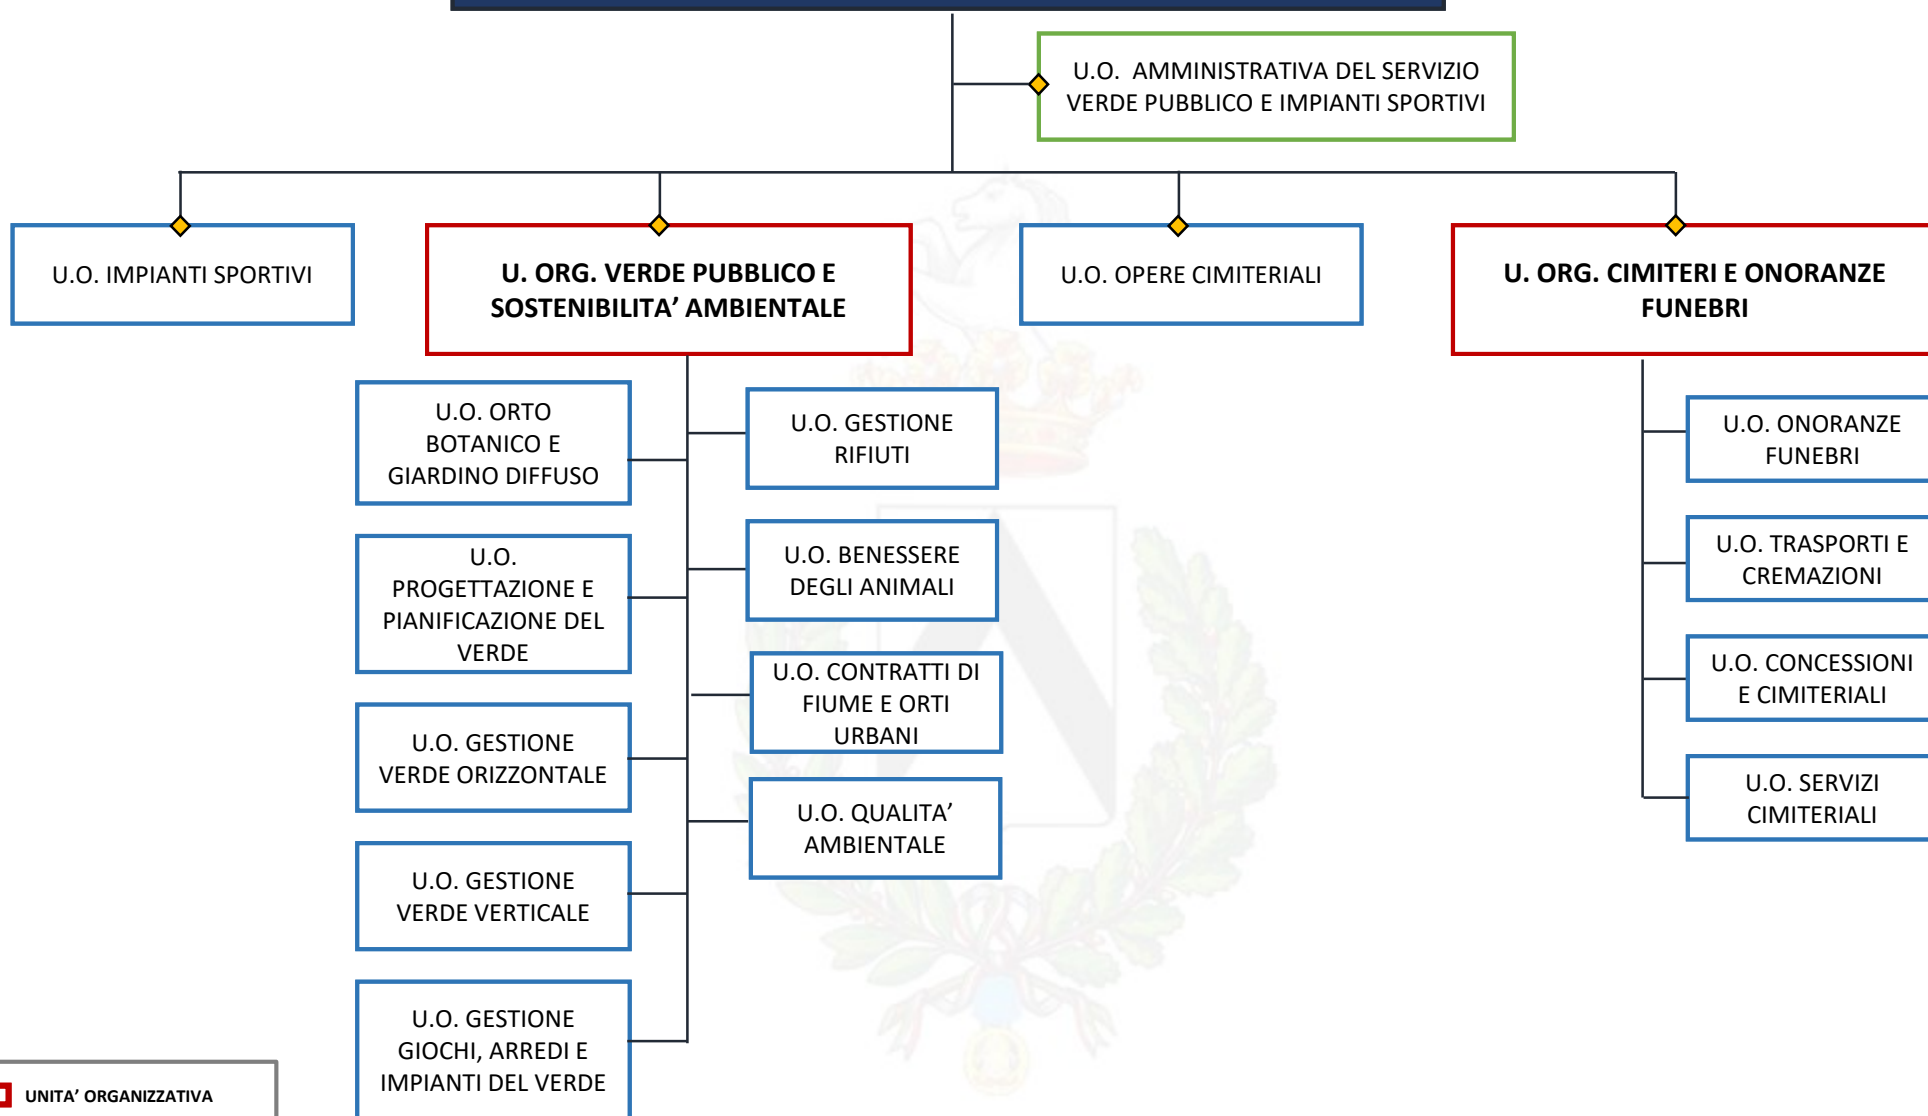 U.O.  AMMINISTRATIVA DEL SERVIZIO
VERDE PUBBLICO E IMPIANTI SPORTIVI
U.O. IMPIANTI SPORTIVI
U. ORG. VERDE PUBBLICO E
SOSTENIBILITA’ AMBIENTALE
U.O. OPERE CIMITERIALI
U. ORG. CIMITERI E ONORANZE
FUNEBRI
U.O. ORTO
BOTANICO E
GIARDINO DIFFUSO
U.O.
PROGETTAZIONE E
PIANIFICAZIONE DEL
VERDE
U.O. GESTIONE
VERDE ORIZZONTALE
U.O. GESTIONE
VERDE VERTICALE
U.O. GESTIONE
GIOCHI, ARREDI E
IMPIANTI DEL VERDE
U.O. GESTIONE
RIFIUTI
U.O. BENESSERE
DEGLI ANIMALI
U.O. CONTRATTI DI
FIUME E ORTI
URBANI
U.O. QUALITA’
AMBIENTALE
U.O. ONORANZE
FUNEBRI
U.O. TRASPORTI E
CREMAZIONI
U.O. CONCESSIONI
E CIMITERIALI
U.O. SERVIZI
CIMITERIALI
UNITA’ ORGANIZZATIVA